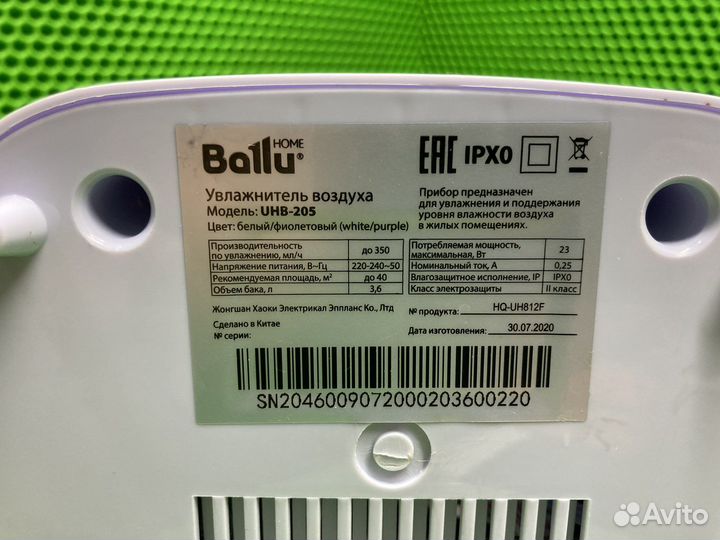 HOME
Ballu®
EAC IPX0
Увлажнитель воздуха
Модель: UHB-205
Цвет: белый/фиолетовый (white/purple)
Прибор предназначен
для увлажнения и поддержания
уровня влажности воздуха
в жилых помещениях.
Производительность
по увлажнению, мл/ч до 350
Напряжение питания, В~Гц 220-240~50
Рекомендуемая площадь, м² до 40
Объем бака, л 3,6
Потребляемая мощность,
максимальная, Вт 23
Номинальный ток, А 0,25
Влагозащитное исполнение, IP IPX0
Класс электрозащиты II класс
Жонгшан Хаоки Электрикал Эппланс Ко., Лтд
Сделано в Китае
№ серии:
№ продукта: HQ-UH812F
Дата изготовления: 30.07.2020
SN2046009072000203600220
Avito